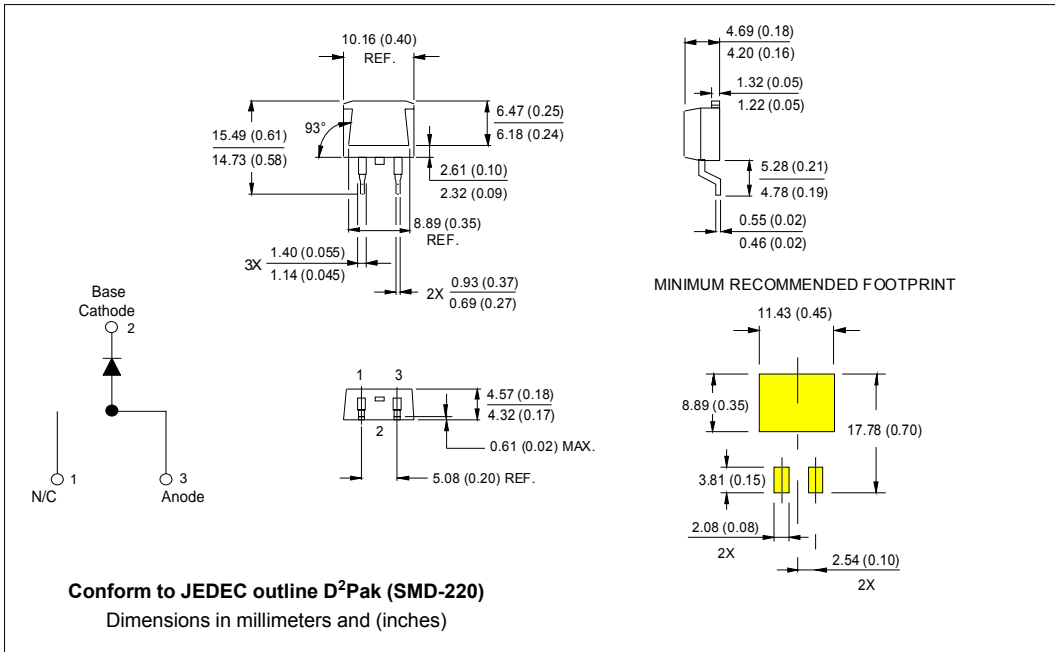 10.16 (0.40)
REF.
4.69 (0.18)
4.20 (0.16)
1.32 (0.05)
1.22 (0.05)
6.47 (0.25)
6.18 (0.24)
93°
15.49 (0.61)
14.73 (0.58)
2.61 (0.10)
2.32 (0.09)
5.28 (0.21)
4.78 (0.19)
8.89 (0.35)
REF.
0.55 (0.02)
0.46 (0.02)
3X
1.40 (0.055)
1.14 (0.045)
2X
0.93 (0.37)
0.69 (0.27)
MINIMUM RECOMMENDED FOOTPRINT
11.43 (0.45)
8.89 (0.35)
17.78 (0.70)
3.81 (0.15)
2.08 (0.08)
2X
2.54 (0.10)
2X
Base
Cathode
2
1
N/C
3
Anode
1 3
2
4.57 (0.18)
4.32 (0.17)
0.61 (0.02) MAX.
5.08 (0.20) REF.
Conform to JEDEC outline D²Pak (SMD-220)
Dimensions in millimeters and (inches)